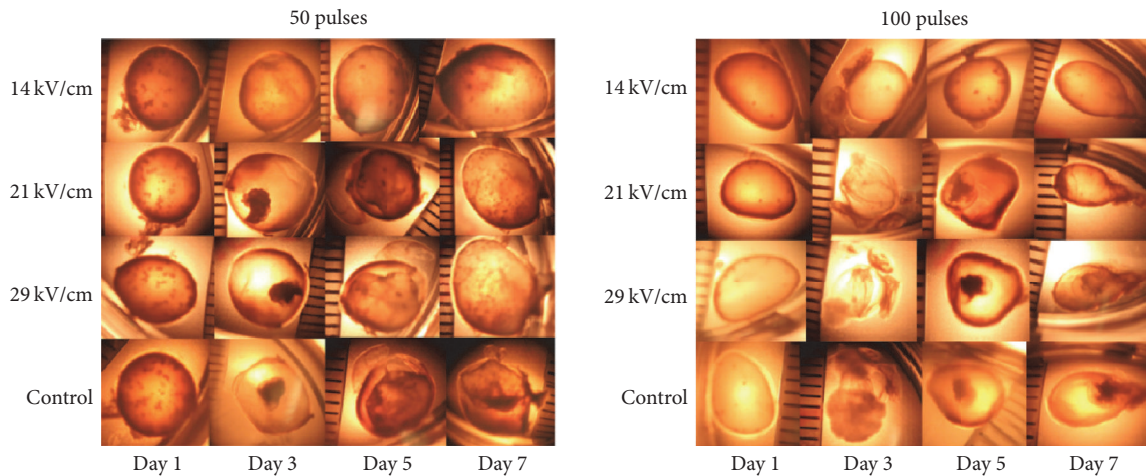 50 pulses
14 kV/cm
21 kV/cm
29 kV/cm
Control
Day 1 Day 3 Day 5 Day 7
100 pulses
14 kV/cm
21 kV/cm
29 kV/cm
Control
Day 1 Day 3 Day 5 Day 7